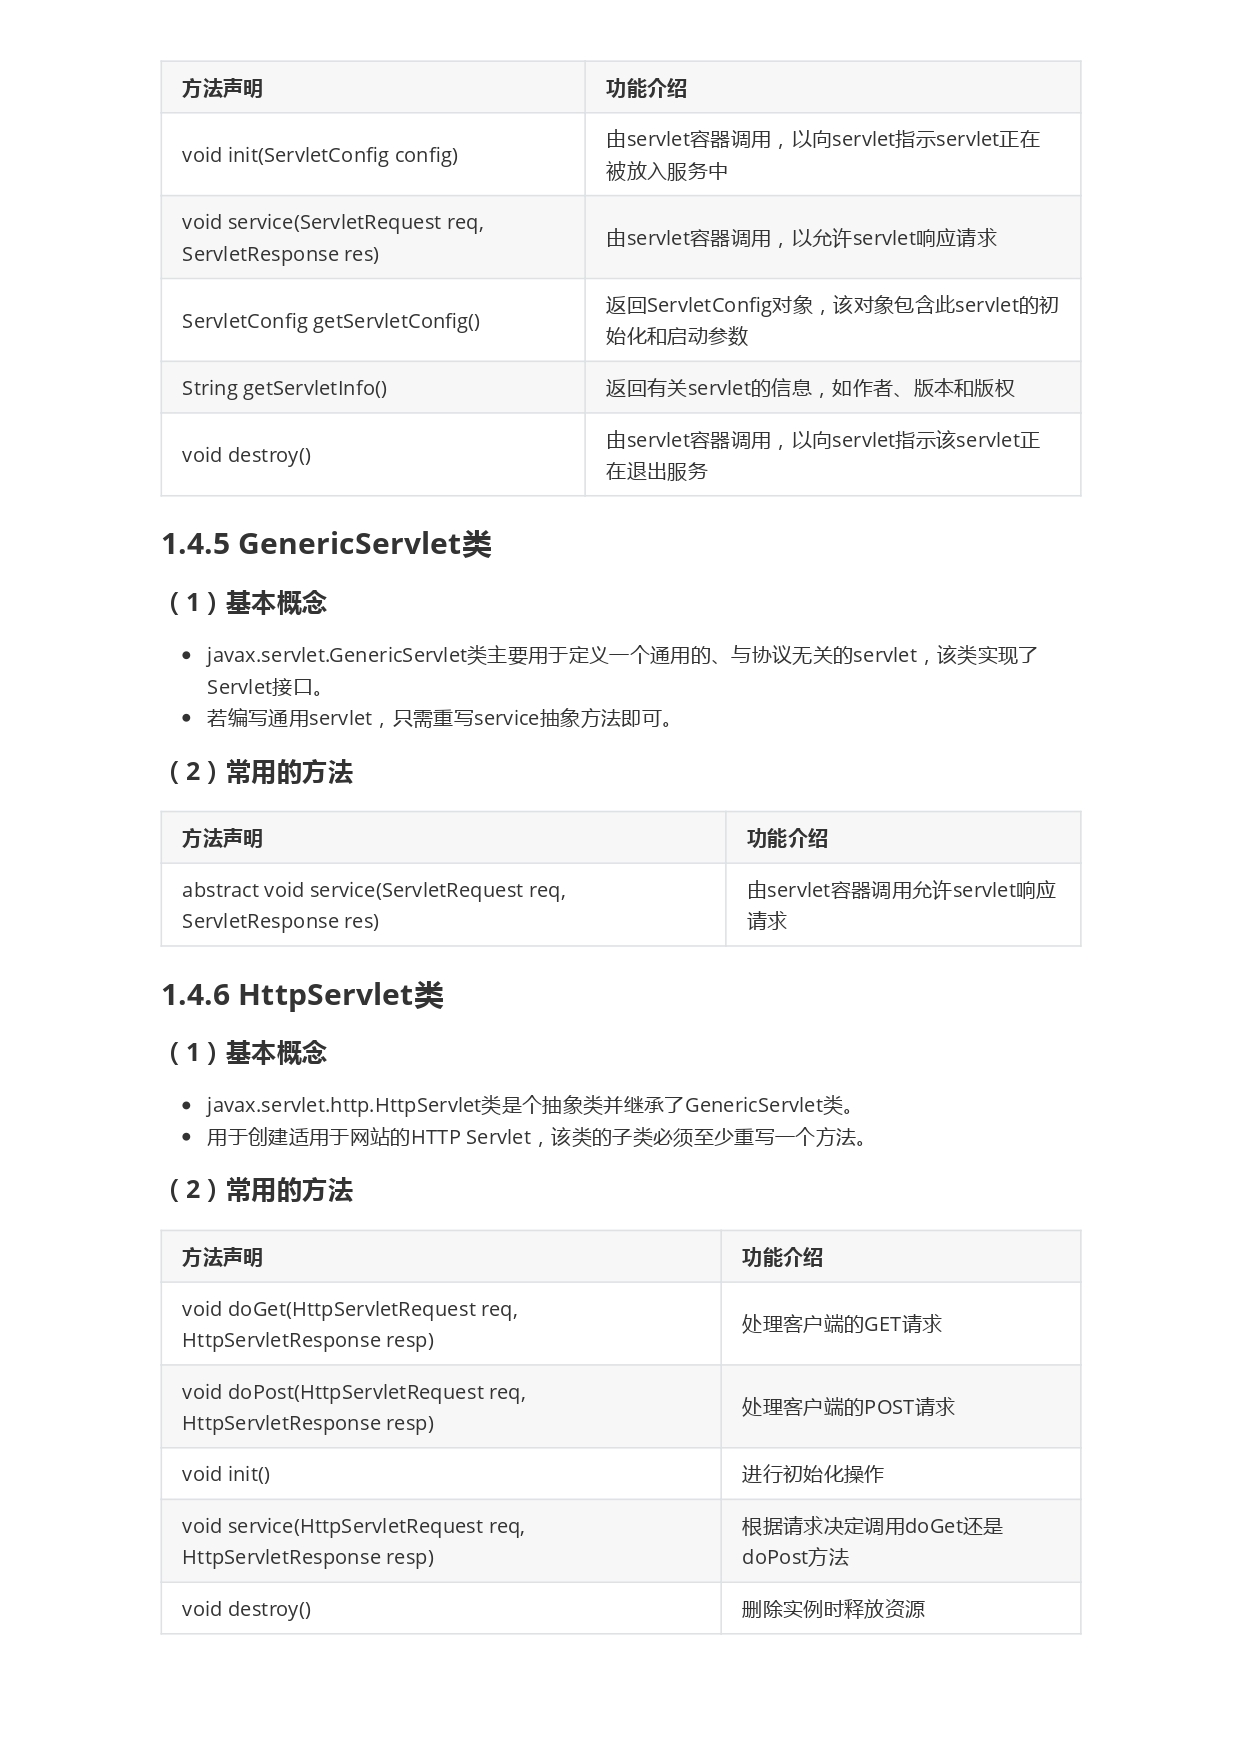 方法声明 功能介绍
void init(ServletConfig config) 由servlet容器调用，以向servlet指示servlet正在
被放入服务中
void service(ServletRequest req,
ServletResponse res) 由servlet容器调用，以允许servlet响应请求
ServletConfig getServletConfig() 返回ServletConfig对象，该对象包含此servlet的初
始化和启动参数
String getServletInfo() 返回有关servlet的信息，如作者、版本和版权
void destroy() 由servlet容器调用，以向servlet指示该servlet正
在退出服务
1.4.5 GenericServlet类
（1）基本概念
javax.servlet.GenericServlet类主要用于定义一个通用的、与协议无关的servlet，该类实现了
Servlet接口。
若编写通用servlet，只需重写service抽象方法即可。
（2）常用的方法
方法声明 功能介绍
abstract void service(ServletRequest req, 由servlet容器调用允许servlet响应
ServletResponse res) 请求
1.4.6 HttpServlet类
（1）基本概念
javax.servlet.http.HttpServlet类是个抽象类并继承了GenericServlet类。
用于创建适用于网站的HTTP Servlet，该类的子类必须至少重写一个方法。
（2）常用的方法
方法声明 功能介绍
void doGet(HttpServletRequest req,
HttpServletResponse resp) 处理客户端的GET请求
void doPost(HttpServletRequest req,
HttpServletResponse resp) 处理客户端的POST请求
void init() 进行初始化操作
void service(HttpServletRequest req, 根据请求决定调用doGet还是
HttpServletResponse resp) doPost方法
void destroy() 删除实例时释放资源